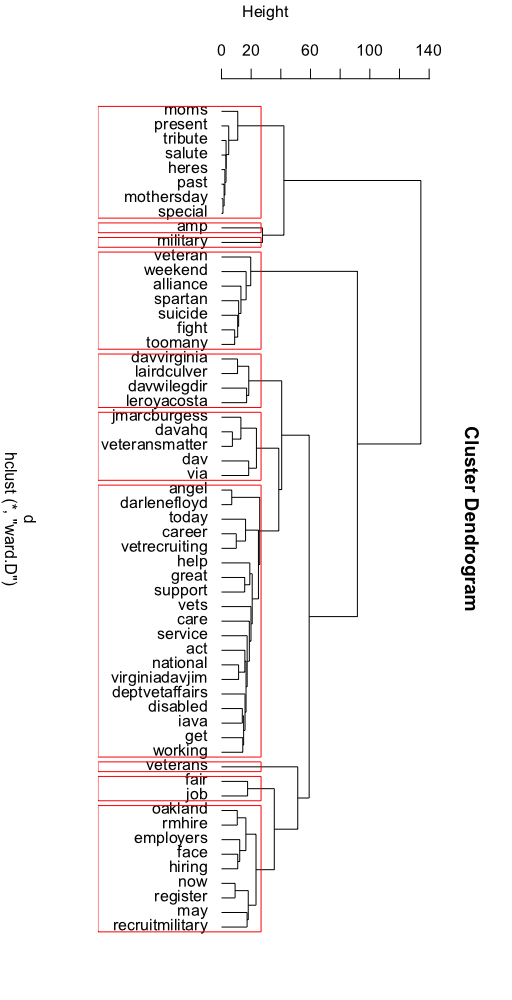 Height
0 20 60 100 140
moms
present
tribute
salute
heres
past
mothersday
special
amp
military
veteran
weekend
alliance
spartan
suicide
fight
toomany
davvirginia
lairdculver
davwilegdir
leroyacosta
jmarcburgess
davahq
veteransmatter
dav
via
angel
darlenefloyd
today
career
vetrecruiting
help
great
support
vets
care
service
act
national
virginiadavjim
deptvetaffairs
disabled
iava
get
working
veterans
fair
job
oakland
rmhire
employers
face
hiring
now
register
may
recruitmilitary
Cluster Dendrogram
d
hclust (*, "ward.D")